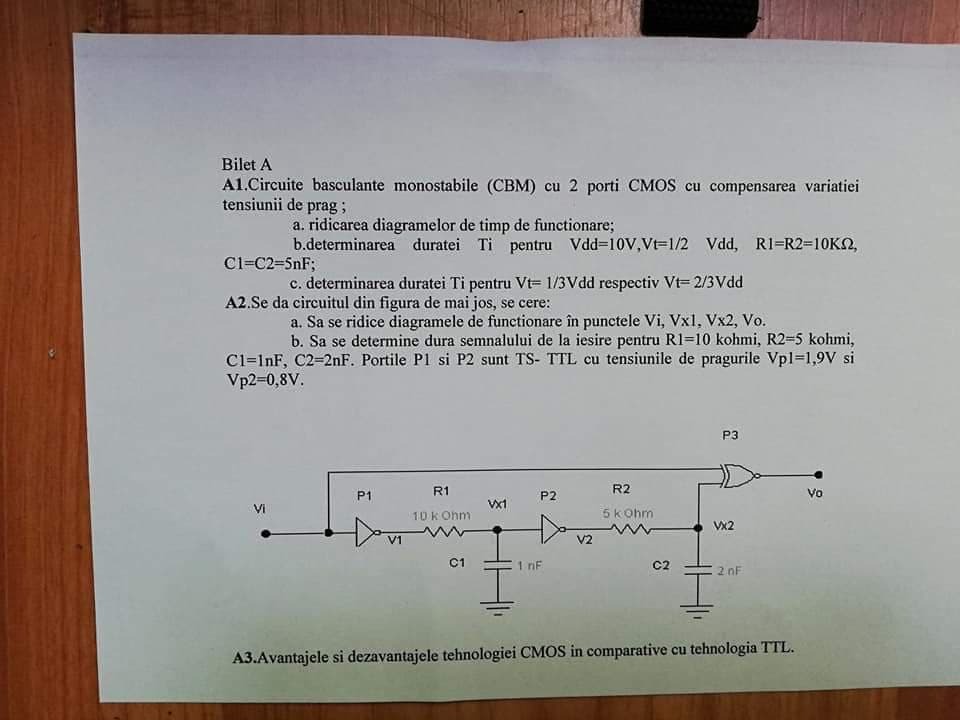 Bilet A
A1.Circuite basculante monostabile (CBM) cu 2 porti CMOS cu compensarea variatiei
tensiunii de prag ;
a. ridicarea diagramelor de timp de functionare;
b.determinarea duratei Ti pentru Vdd=10V,Vt=1/2 Vdd, R1=R2=10KΩ,
C1=C2=5nF;
c. determinarea duratei Ti pentru Vt= 1/3Vdd respectiv Vt= 2/3Vdd
A2.Se da circuitul din figura de mai jos, se cere:
a. Sa se ridice diagramele de functionare în punctele Vi, Vx1, Vx2, Vo.
b. Sa se determine dura semnalului de la iesire pentru R1=10 kohmi, R2=5 kohmi,
C1=1nF, C2=2nF. Portile P1 si P2 sunt TS- TTL cu tensiunile de pragurile Vp1=1,9V si
Vp2=0,8V.
P3
Vi
P1
R1
10 k Ohm
V1
Vx1
C1
1 nF
P2
V2
R2
5 k Ohm
Vx2
C2
2 nF
Vo
A3.Avantajele si dezavantajele tehnologiei CMOS in comparative cu tehnologia TTL.